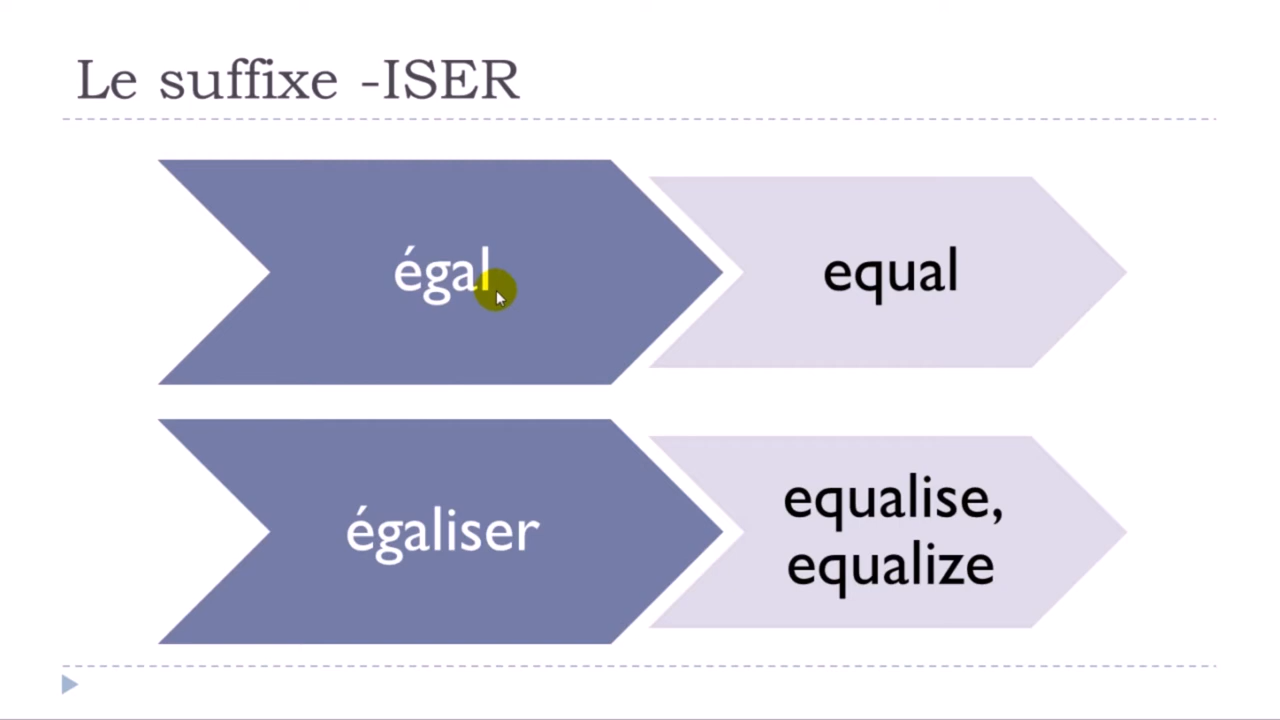 Le suffixe -ISER
égal
equal
égaliser
equalise,
equalize